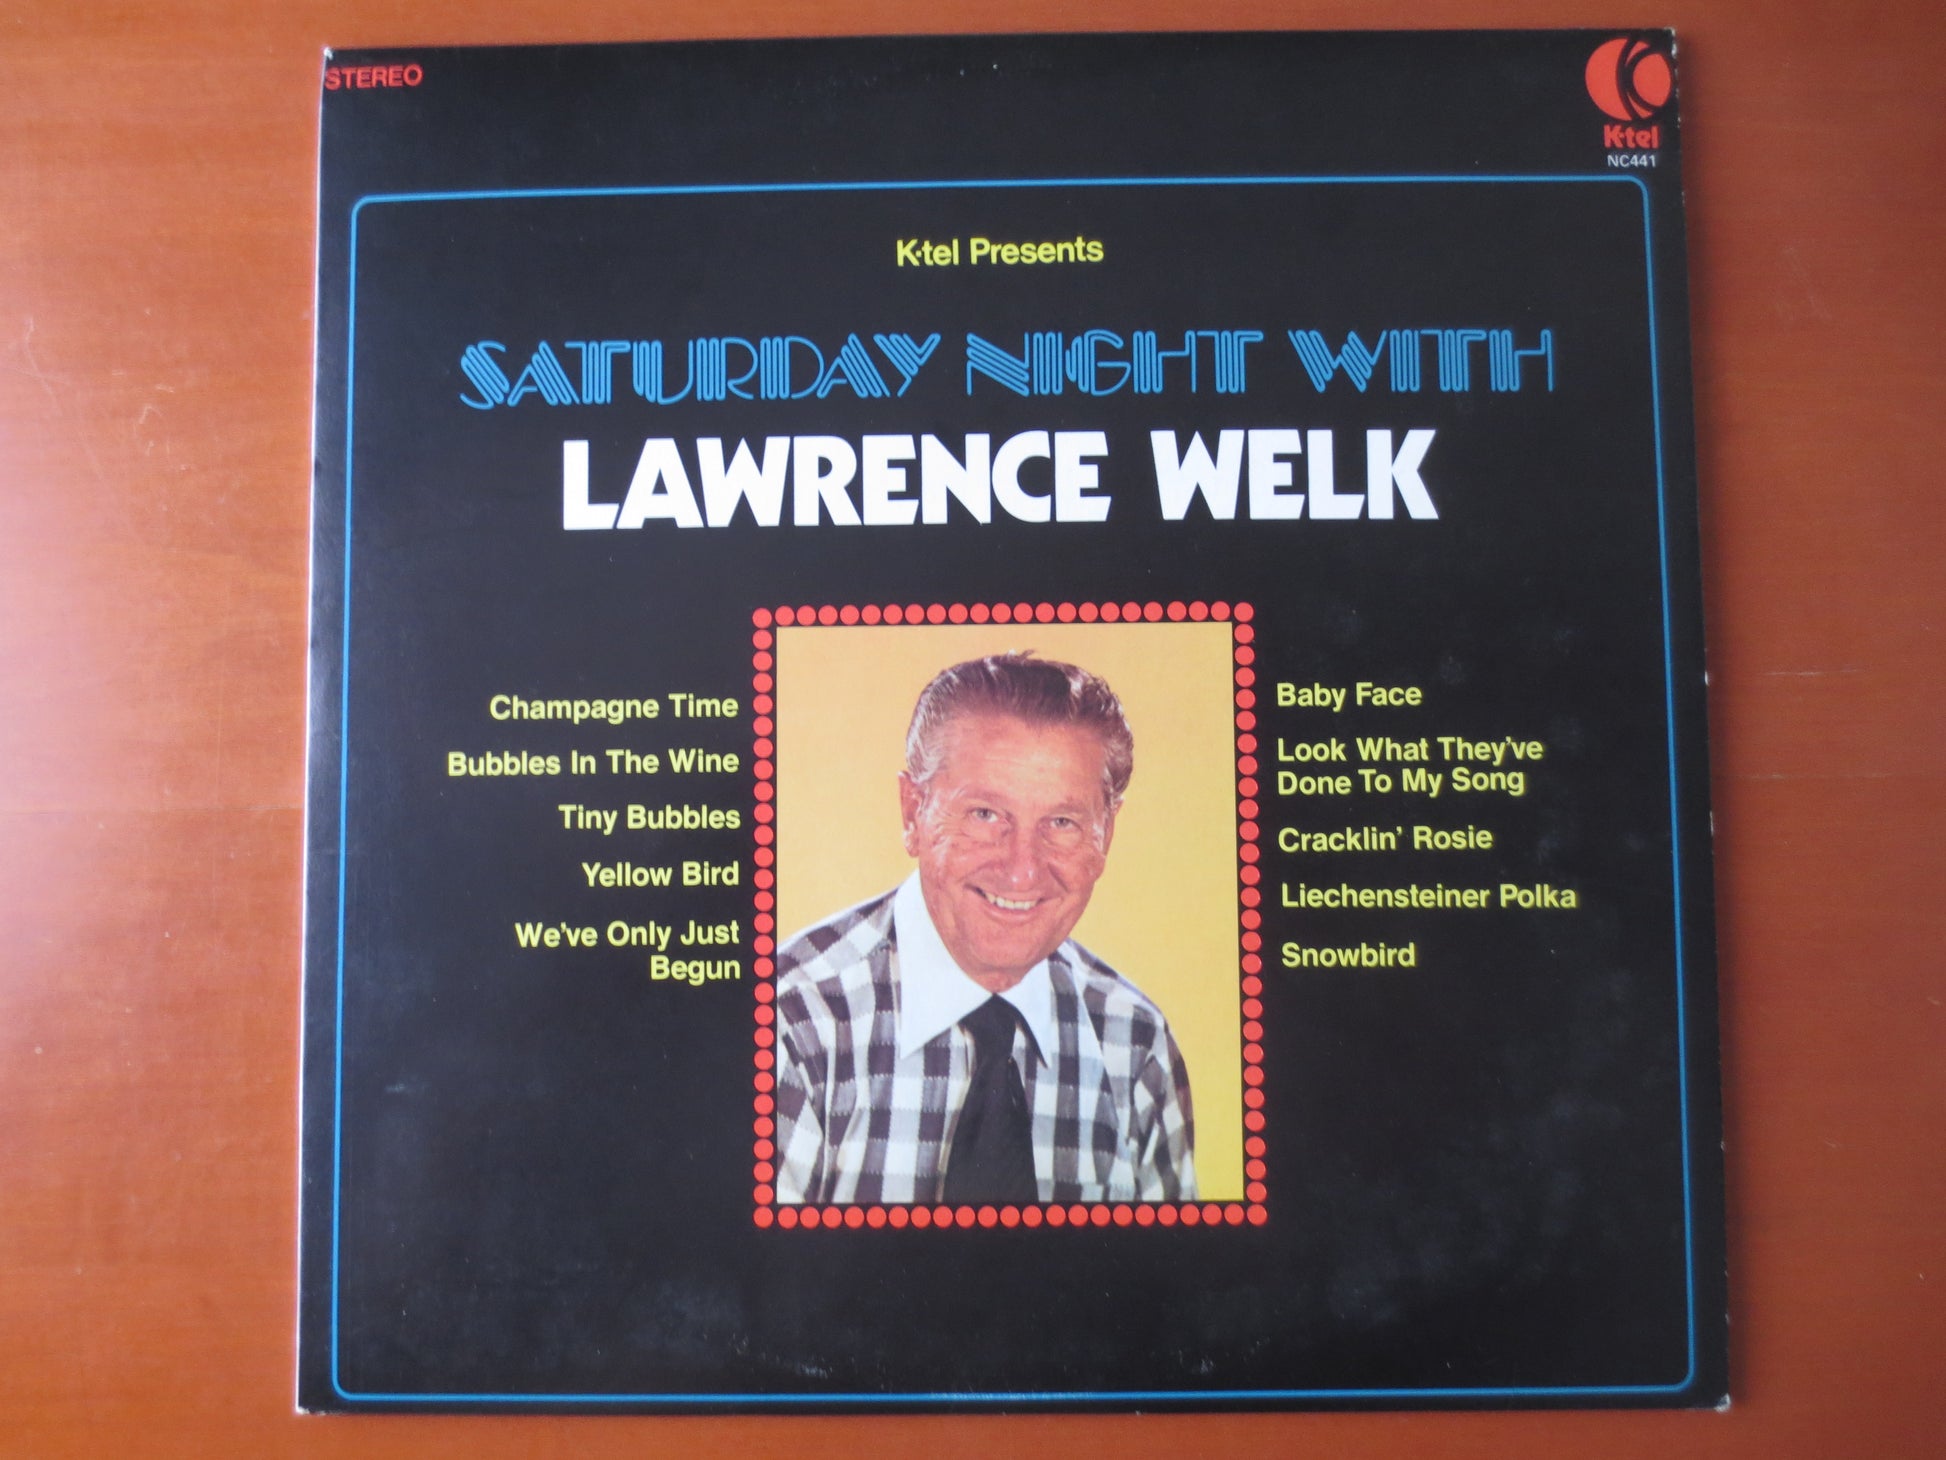 STEREO
K-tel
NC441
K-tel Presents
SATURDAY NIGHT WITH
LAWRENCE WELK
Champagne Time
Bubbles In The Wine
Tiny Bubbles
Yellow Bird
We've Only Just
Begun
Baby Face
Look What They've
Done To My Song
Cracklin' Rosie
Liechensteiner Polka
Snowbird